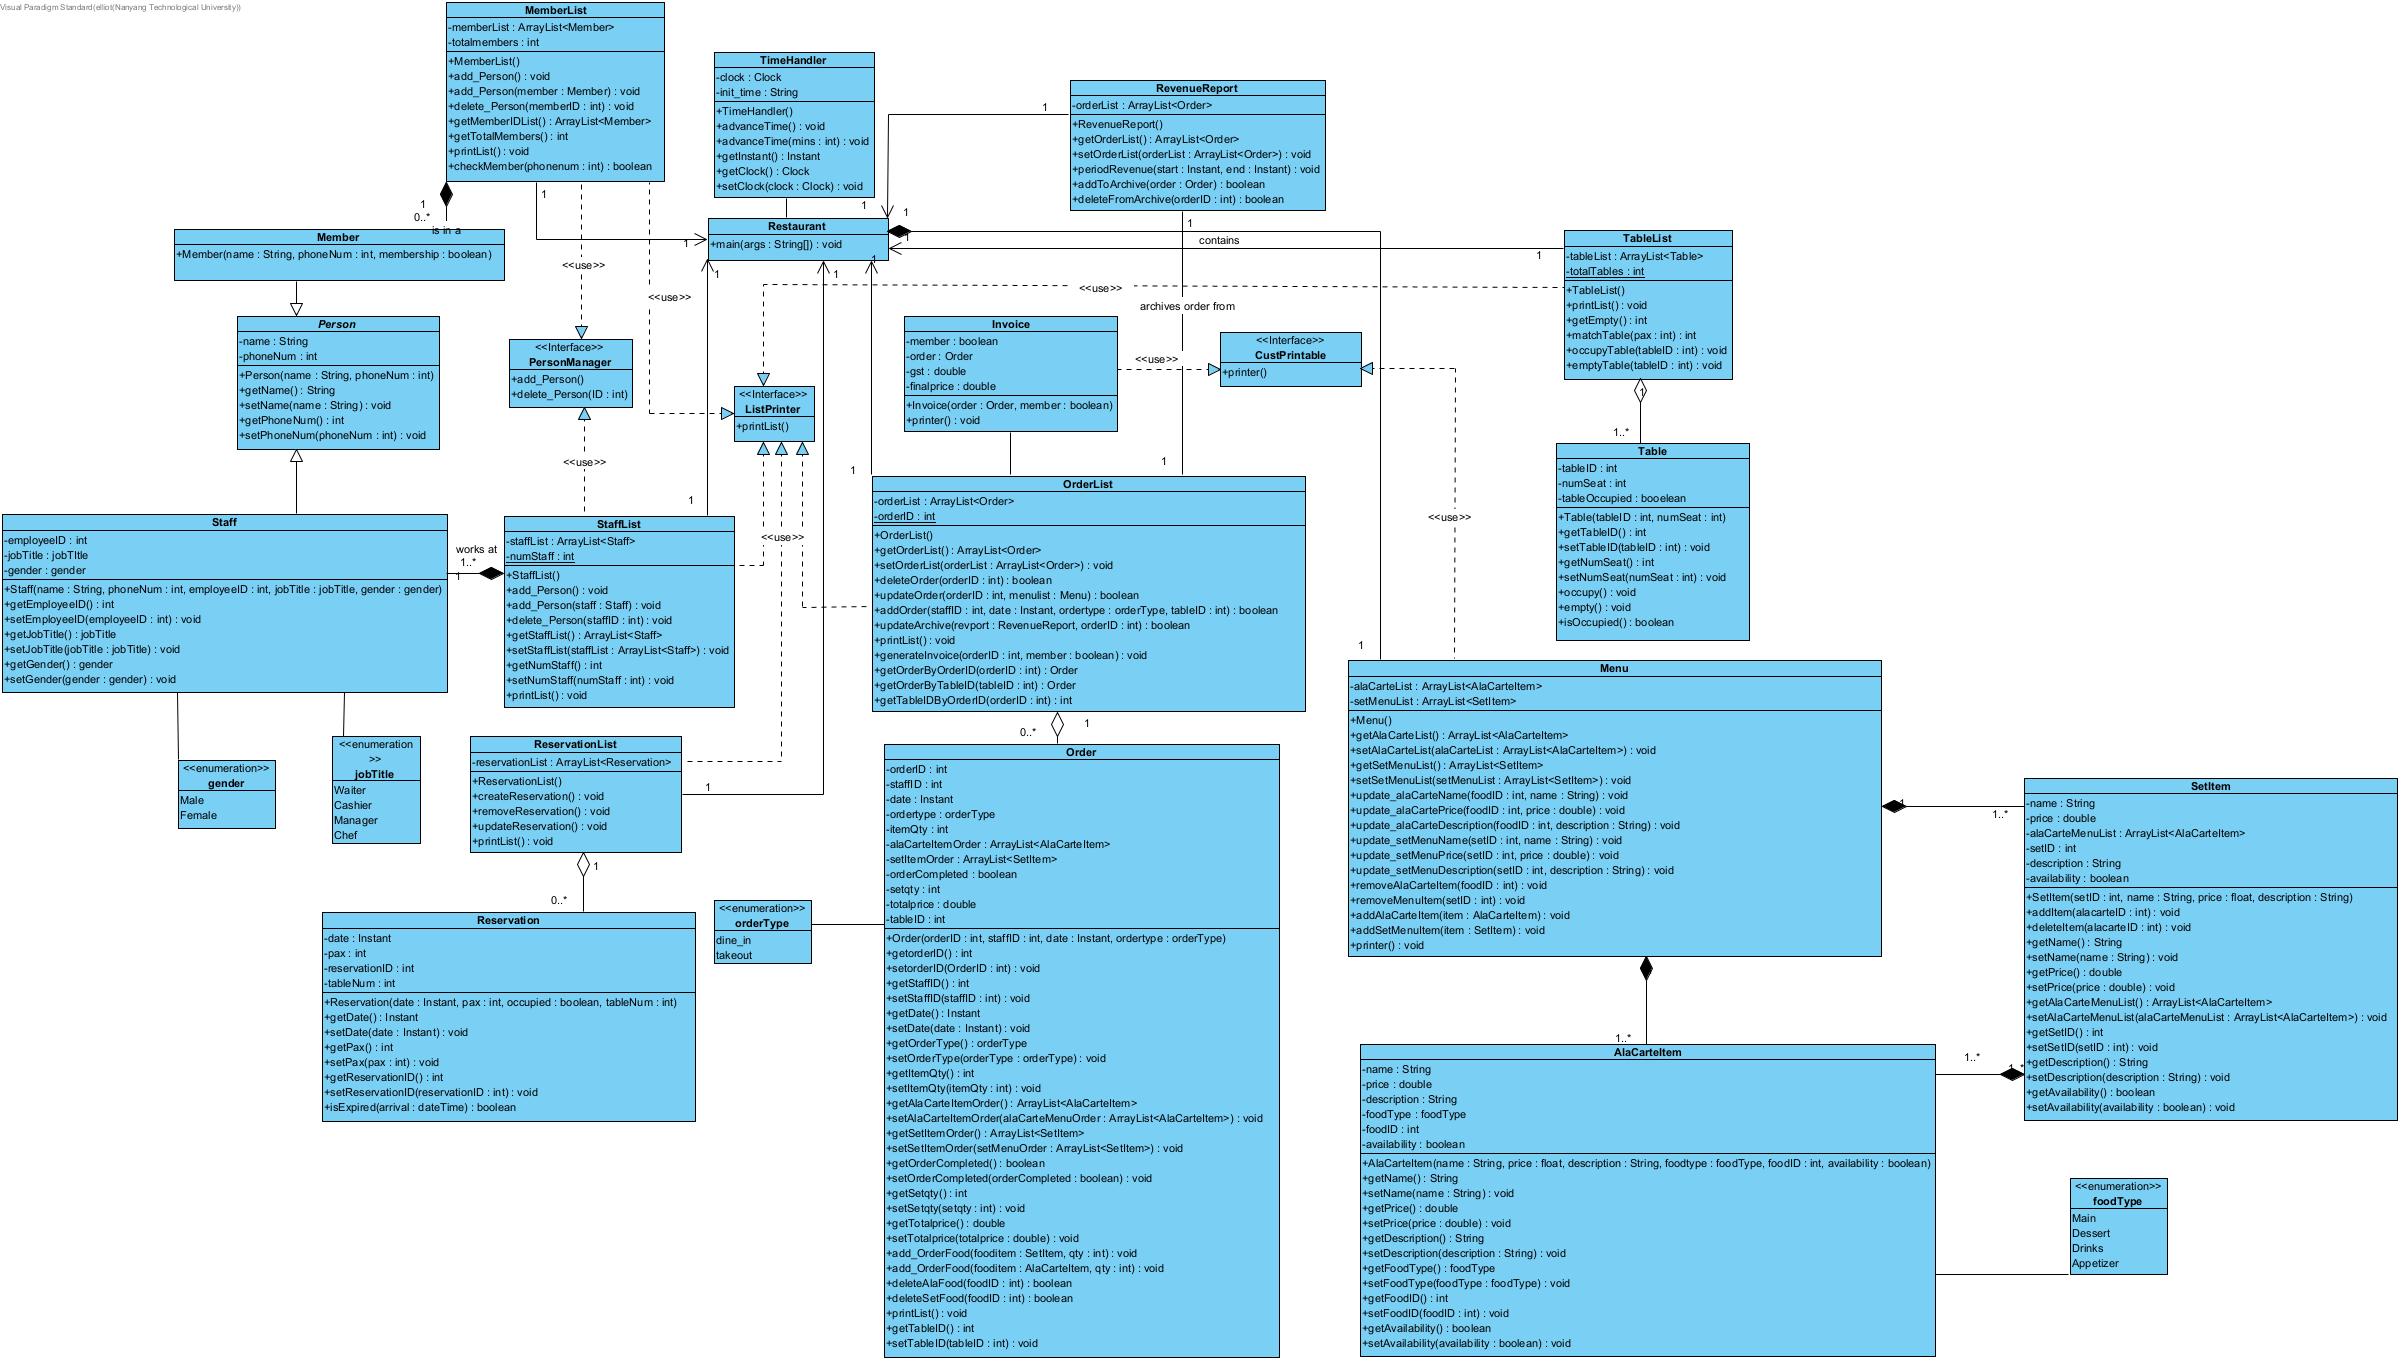 Visual Paradigm Standard(elliot(Nanyang Technological University))
MemberList
-memberList : ArrayList<Member>
-totalmembers : int
+MemberList()
+add_Person() : void
+add_Person(member : Member) : void
+delete_Person(memberID : int) : void
+getMemberIDList() : ArrayList<Member>
+getTotalMembers() : int
+printList() : void
+checkMember(phonenum : int) : boolean
TimeHandler
-clock : Clock
-init_time : String
+TimeHandler()
+advanceTime() : void
+advanceTime(mins : int) : void
+getInstant() : Instant
+getClock() : Clock
+setClock(clock : Clock) : void
RevenueReport
-orderList : ArrayList<Order>
+RevenueReport()
+getOrderList() : ArrayList<Order>
+setOrderList(orderList : ArrayList<Order>) : void
+periodRevenue(start : Instant, end : Instant) : void
+addToArchive(order : Order) : boolean
+deleteFromArchive(orderID : int) : boolean
1
1
1
1
1
0..*
is in a
Member
+Member(name : String, phoneNum : int, membership : boolean)
Restaurant
+main(args : String[]) : void
1
1
1
1
1
1
1
contains
1
TableList
-tableList : ArrayList<Table>
-totalTables : int
+TableList()
+printList() : void
+getEmpty() : int
+matchTable(pax : int) : int
+occupyTable(tableID : int) : void
+emptyTable(tableID : int) : void
<<use>>
<<use>>
<<use>>
archives order from
Person
-name : String
-phoneNum : int
+Person(name : String, phoneNum : int)
+getName() : String
+setName(name : String) : void
+getPhoneNum() : int
+setPhoneNum(phoneNum : int) : void
<<Interface>>
PersonManager
+add_Person()
+delete_Person(ID : int)
<<Interface>>
ListPrinter
+printList()
Invoice
-member : boolean
-order : Order
-gst : double
-finalprice : double
+Invoice(order : Order, member : boolean)
+printer() : void
<<use>>
<<Interface>>
CustPrintable
+printer()
1
1..*
Table
-tableID : int
-numSeat : int
-tableOccupied : booelean
+Table(tableID : int, numSeat : int)
+getTableID() : int
+setTableID(tableID : int) : void
+getNumSeat() : int
+setNumSeat(numSeat : int) : void
+occupy() : void
+empty() : void
+isOccupied() : boolean
<<use>>
1
1
1
<<use>>
<<use>>
Staff
-employeeID : int
-jobTitle : jobTItle
-gender : gender
+Staff(name : String, phoneNum : int, employeeID : int, jobTitle : jobTitle, gender : gender)
+getEmployeeID() : int
+setEmployeeID(employeeID : int) : void
+getJobTitle() : jobTitle
+setJobTitle(jobTitle : jobTitle) : void
+getGender() : gender
+setGender(gender : gender) : void
works at
1..*
1
StaffList
-staffList : ArrayList<Staff>
-numStaff : int
+StaffList()
+add_Person() : void
+add_Person(staff : Staff) : void
+delete_Person(staffID : int) : void
+getStaffList() : ArrayList<Staff>
+setStaffList(staffList : ArrayList<Staff>) : void
+getNumStaff() : int
+setNumStaff(numStaff : int) : void
+printList() : void
OrderList
-orderList : ArrayList<Order>
-orderID : int
+OrderList()
+getOrderList() : ArrayList<Order>
+setOrderList(orderList : ArrayList<Order>) : void
+deleteOrder(orderID : int) : boolean
+updateOrder(orderID : int, menulist : Menu) : boolean
+addOrder(staffID : int, date : Instant, ordertype : orderType, tableID : int) : boolean
+updateArchive(revport : RevenueReport, orderID : int) : boolean
+printList() : void
+generateInvoice(orderID : int, member : boolean) : void
+getOrderByOrderID(orderID : int) : Order
+getOrderByTableID(tableID : int) : Order
+getTableIDByOrderID(orderID : int) : int
1
0..*
1
Menu
-alaCarteList : ArrayList<AlaCarteItem>
-setMenuList : ArrayList<SetItem>
+Menu()
+getAlaCarteList() : ArrayList<AlaCarteItem>
+setAlaCarteList(alaCarteList : ArrayList<AlaCarteItem>) : void
+getSetMenuList() : ArrayList<SetItem>
+setSetMenuList(setMenuList : ArrayList<SetItem>) : void
+update_alaCarteName(foodID : int, name : String) : void
+update_alaCartePrice(foodID : int, price : double) : void
+update_alaCarteDescription(foodID : int, description : String) : void
+update_setMenuName(setID : int, name : String) : void
+update_setMenuPrice(setID : int, price : double) : void
+update_setMenuDescription(setID : int, description : String) : void
+removeAlaCarteItem(foodID : int) : void
+removeMenuItem(setID : int) : void
+addAlaCarteItem(item : AlaCarteItem) : void
+addSetMenuItem(item : SetItem) : void
+printer() : void
<<enumeration>>
gender
Male
Female
<<enumeration
>>
jobTitle
Waiter
Cashier
Manager
Chef
ReservationList
-reservationList : ArrayList<Reservation>
+ReservationList()
+createReservation() : void
+removeReservation() : void
+updateReservation() : void
+printList() : void
1
1
0..*
Reservation
-date : Instant
-pax : int
-reservationID : int
-tableNum : int
+Reservation(date : Instant, pax : int, occupied : boolean, tableNum : int)
+getDate() : Instant
+setDate(date : Instant) : void
+getPax() : int
+setPax(pax : int) : void
+getReservationID() : int
+setReservationID(reservationID : int) : void
+isExpired(arrival : dateTime) : boolean
<<enumeration>>
orderType
dine_in
takeout
Order
-orderID : int
-staffID : int
-date : Instant
-ordertype : orderType
-itemQty : int
-alaCarteItemOrder : ArrayList<AlaCarteItem>
-setItemOrder : ArrayList<SetItem>
-orderCompleted : boolean
-setqty : int
-totalprice : double
-tableID : int
+Order(orderID : int, staffID : int, date : Instant, ordertype : orderType)
+getorderID() : int
+setorderID(OrderID : int) : void
+getStaffID() : int
+setStaffID(staffID : int) : void
+getDate() : Instant
+setDate(date : Instant) : void
+getOrderType() : orderType
+setOrderType(orderType : orderType) : void
+getItemQty() : int
+setItemQty(itemQty : int) : void
+getAlaCarteItemOrder() : ArrayList<AlaCarteItem>
+setAlaCarteItemOrder(alaCarteMenuOrder : ArrayList<AlaCarteItem>) : void
+getSetItemOrder() : ArrayList<SetItem>
+setSetItemOrder(setMenuOrder : ArrayList<SetItem>) : void
+getOrderCompleted() : boolean
+setOrderCompleted(orderCompleted : boolean) : void
+getSetqty() : int
+setSetqty(setqty : int) : void
+getTotalprice() : double
+setTotalprice(totalprice : double) : void
+add_OrderFood(fooditem : SetItem, qty : int) : void
+add_OrderFood(fooditem : AlaCarteItem, qty : int) : void
+deleteAlaFood(foodID : int) : boolean
+deleteSetFood(foodID : int) : boolean
+printList() : void
+getTableID() : int
+setTableID(tableID : int) : void
1
1..*
SetItem
-name : String
-price : double
-alaCarteMenuList : ArrayList<AlaCarteItem>
-setID : int
-description : String
-availability : boolean
+SetItem(setID : int, name : String, price : float, description : String)
+addItem(alacarteID : int) : void
+deleteItem(alacarteID : int) : void
+getName() : String
+setName(name : String) : void
+getPrice() : double
+setPrice(price : double) : void
+getAlaCarteMenuList() : ArrayList<AlaCarteItem>
+setAlaCarteMenuList(alaCarteMenuList : ArrayList<AlaCarteItem>) : void
+getSetID() : int
+setSetID(setID : int) : void
+getDescription() : String
+setDescription(description : String) : void
+getAvailability() : boolean
+setAvailability(availability : boolean) : void
1..*
1..*
AlaCarteItem
-name : String
-price : double
-description : String
-foodType : foodType
-foodID : int
-availability : boolean
+AlaCarteItem(name : String, price : float, description : String, foodtype : foodType, foodID : int, availability : boolean)
+getName() : String
+setName(name : String) : void
+getPrice() : double
+setPrice(price : double) : void
+getDescription() : String
+setDescription(description : String) : void
+getFoodType() : foodType
+setFoodType(foodType : foodType) : void
+getFoodID() : int
+setFoodID(foodID : int) : void
+getAvailability() : boolean
+setAvailability(availability : boolean) : void
<<enumeration>>
foodType
Main
Dessert
Drinks
Appetizer